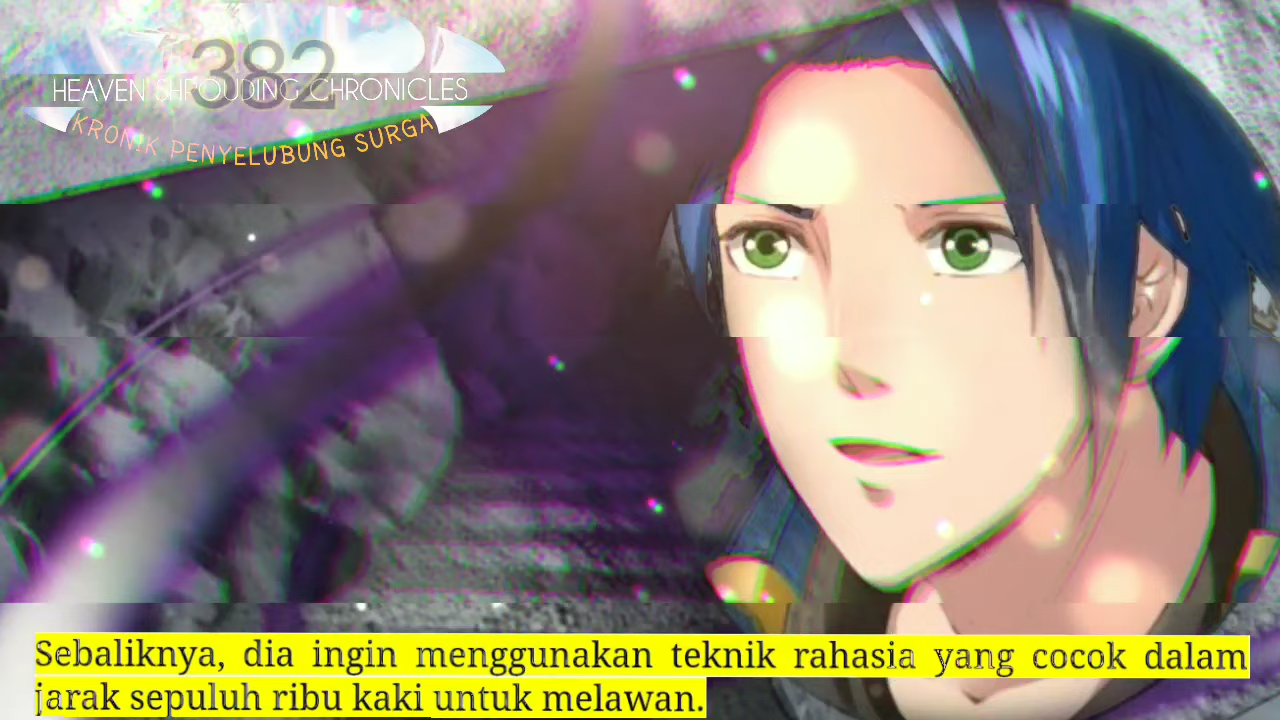 382
HEAVEN SHROUDING CHRONICLES
KRONIK PENYELUBUNG SURGA
Sebaliknya, dia ingin menggunakan teknik rahasia yang cocok dalam
jarak sepuluh ribu kaki untuk melawan.